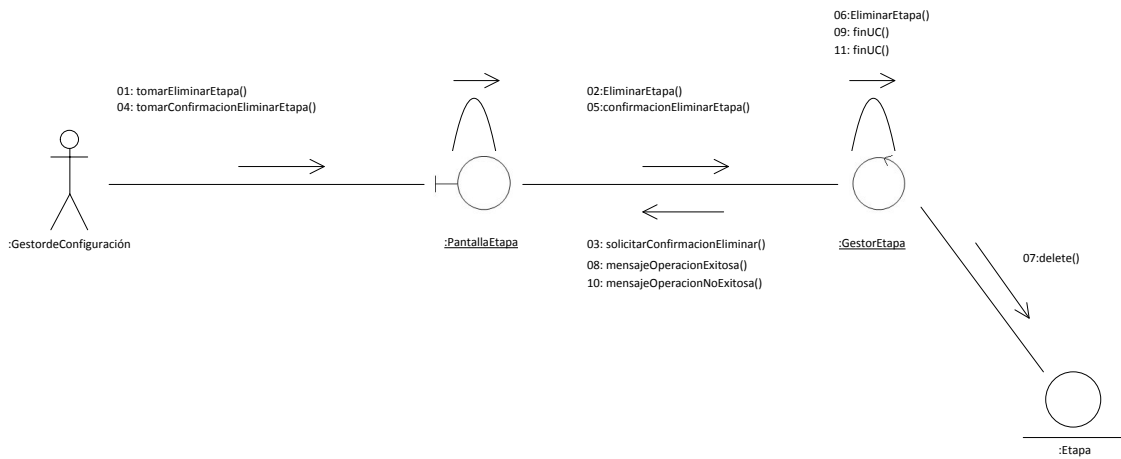 06:EliminarEtapa()
09: finUC()
11: finUC()
01: tomarEliminarEtapa()
04: tomarConfirmacionEliminarEtapa()
02:EliminarEtapa()
05:confirmacionEliminarEtapa()
:GestordeConfiguración
:PantallaEtapa
03: solicitarConfirmacionEliminar()
08: mensajeOperacionExitosa()
10: mensajeOperacionNoExitosa()
:GestorEtapa
07:delete()
:Etapa